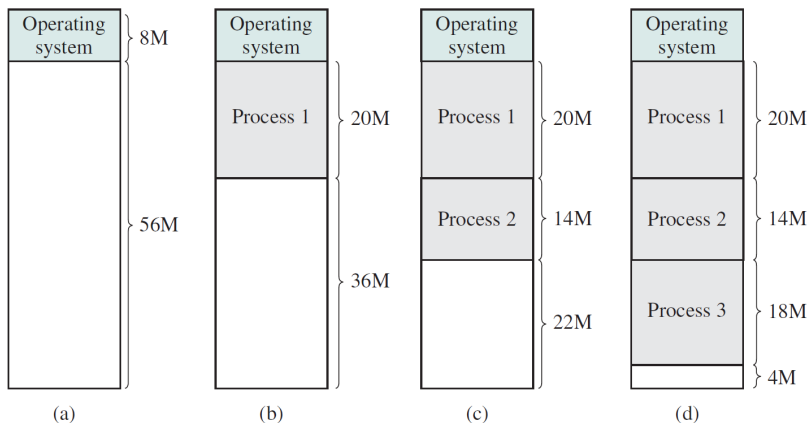 Operating
system
8M
56M
(a)
Operating
system
Process 1
20M
36M
(b)
Operating
system
Process 1
20M
Process 2
14M
22M
(c)
Operating
system
Process 1
20M
Process 2
14M
Process 3
18M
4M
(d)